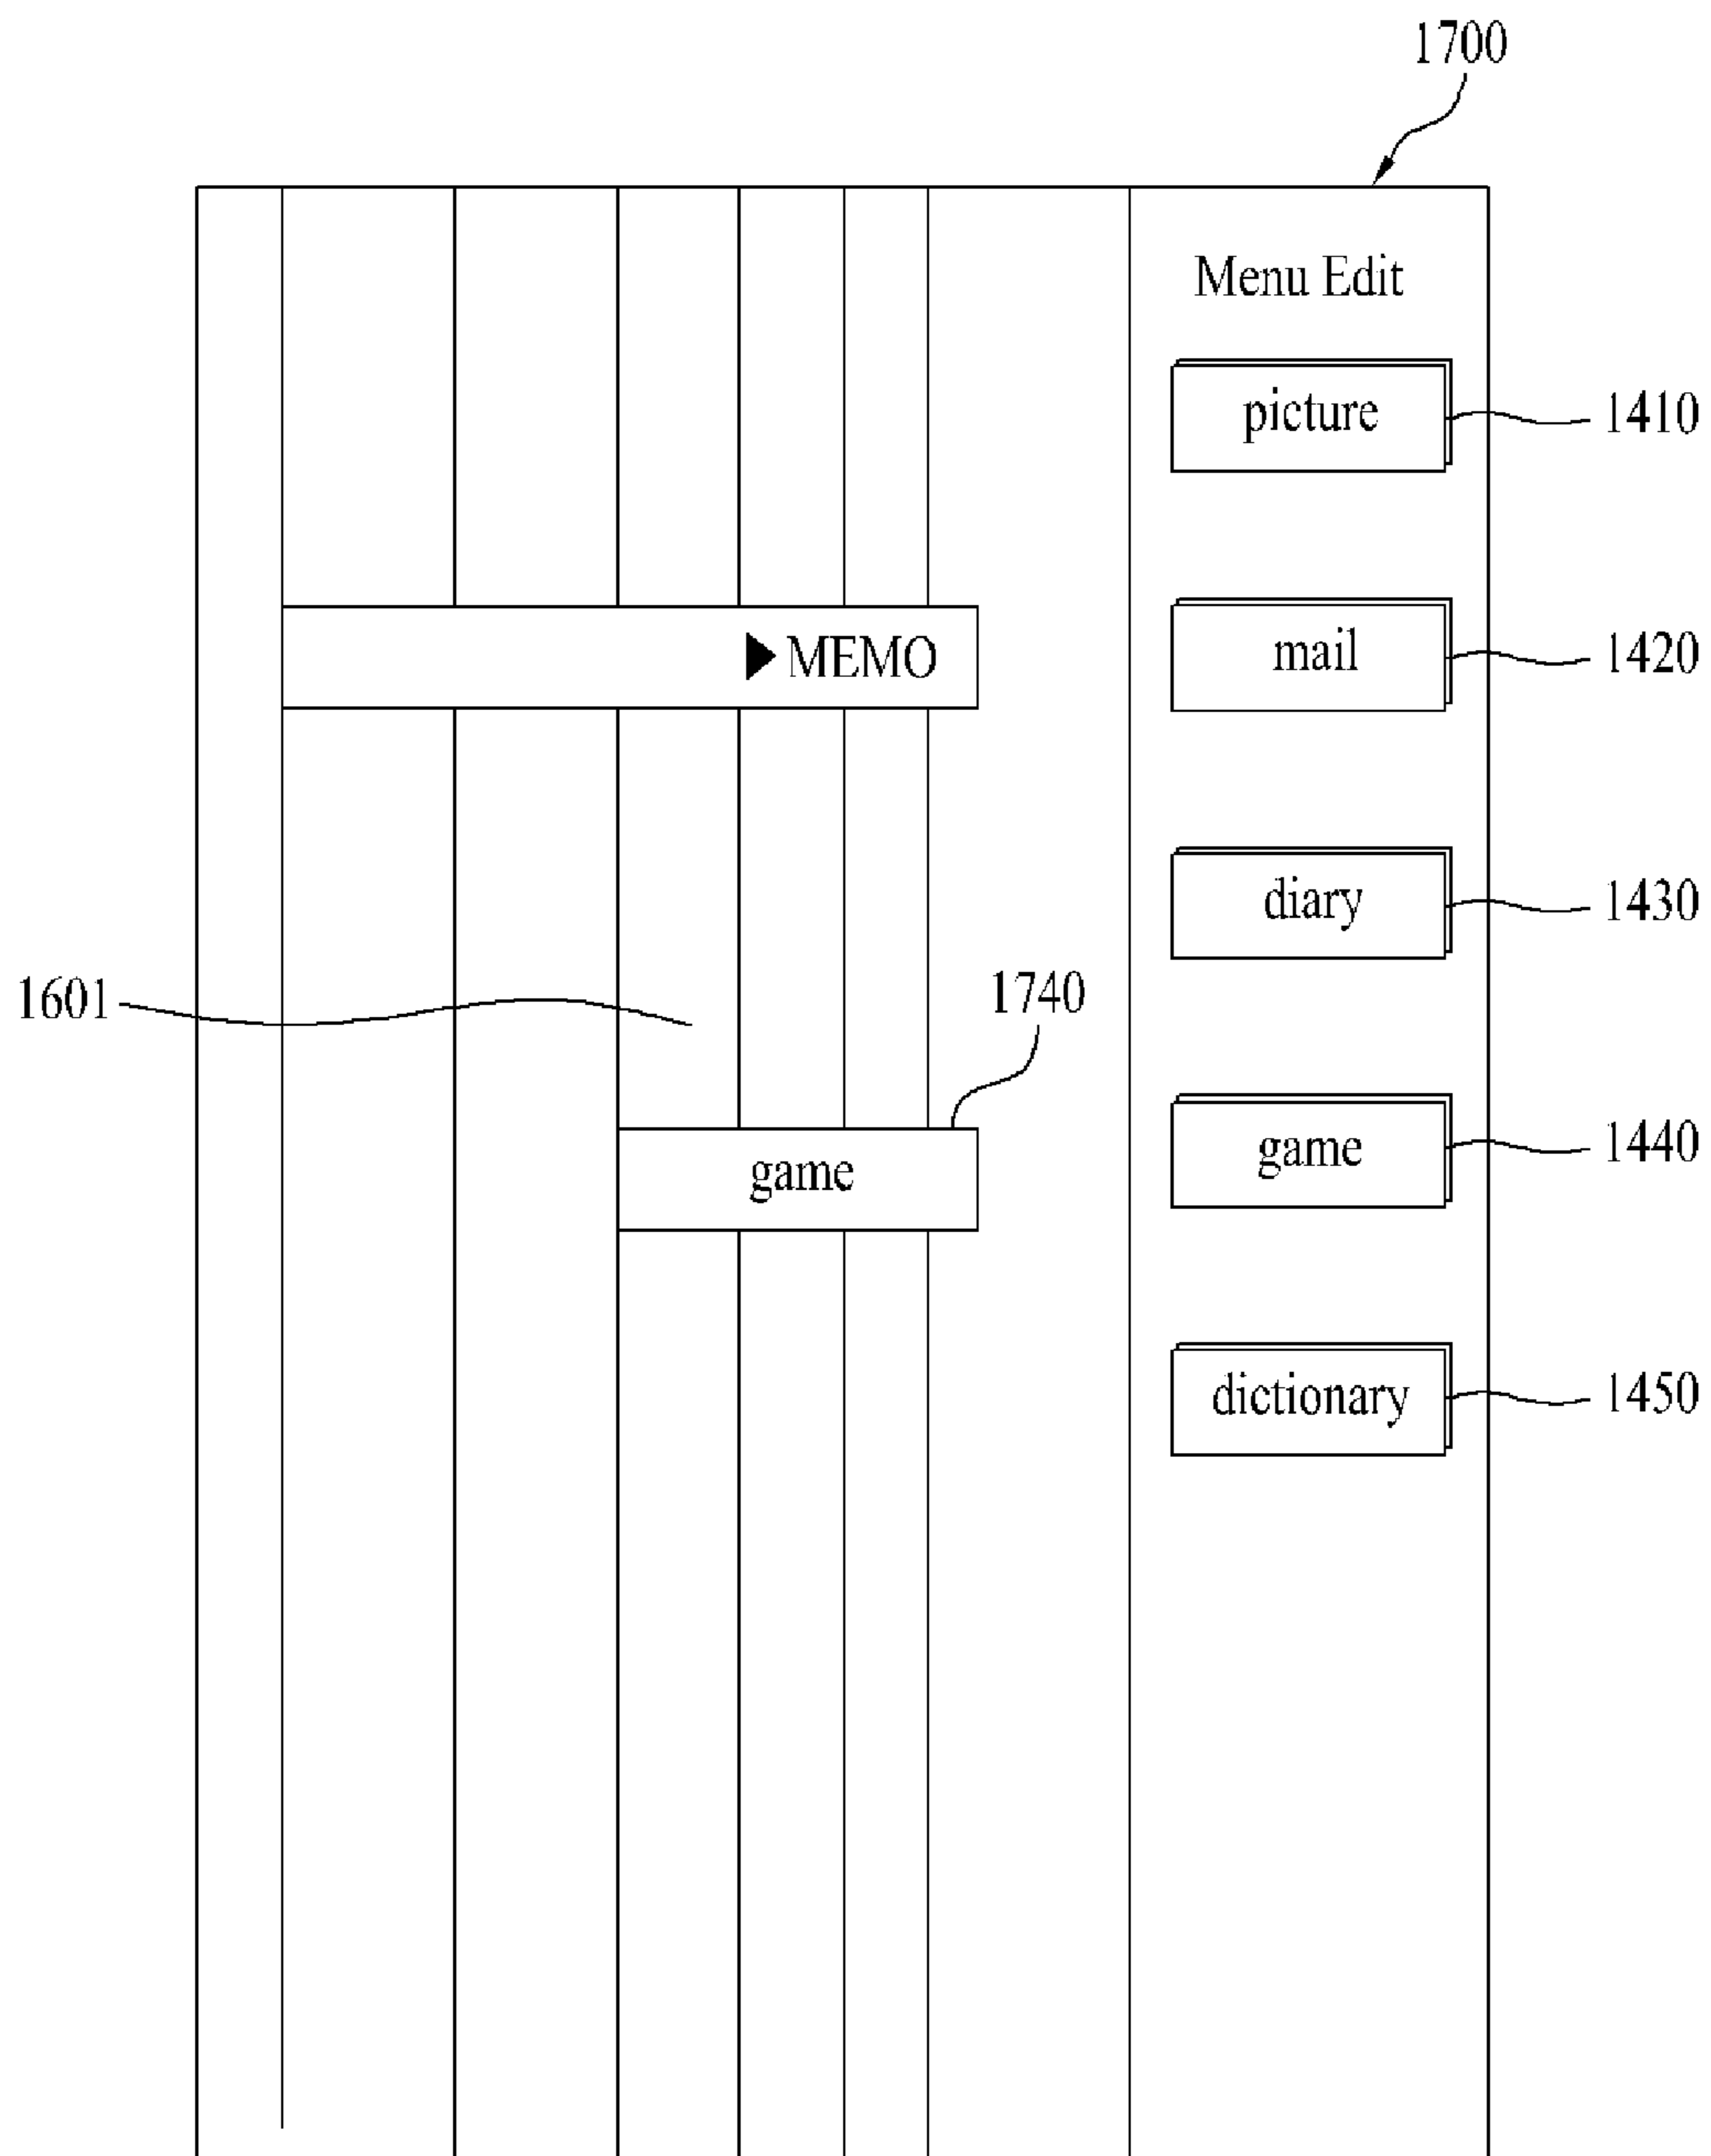 1700
Menu Edit
picture 1410
▶ MEMO
mail 1420
diary 1430
1601
1740
game
game 1440
dictionary 1450